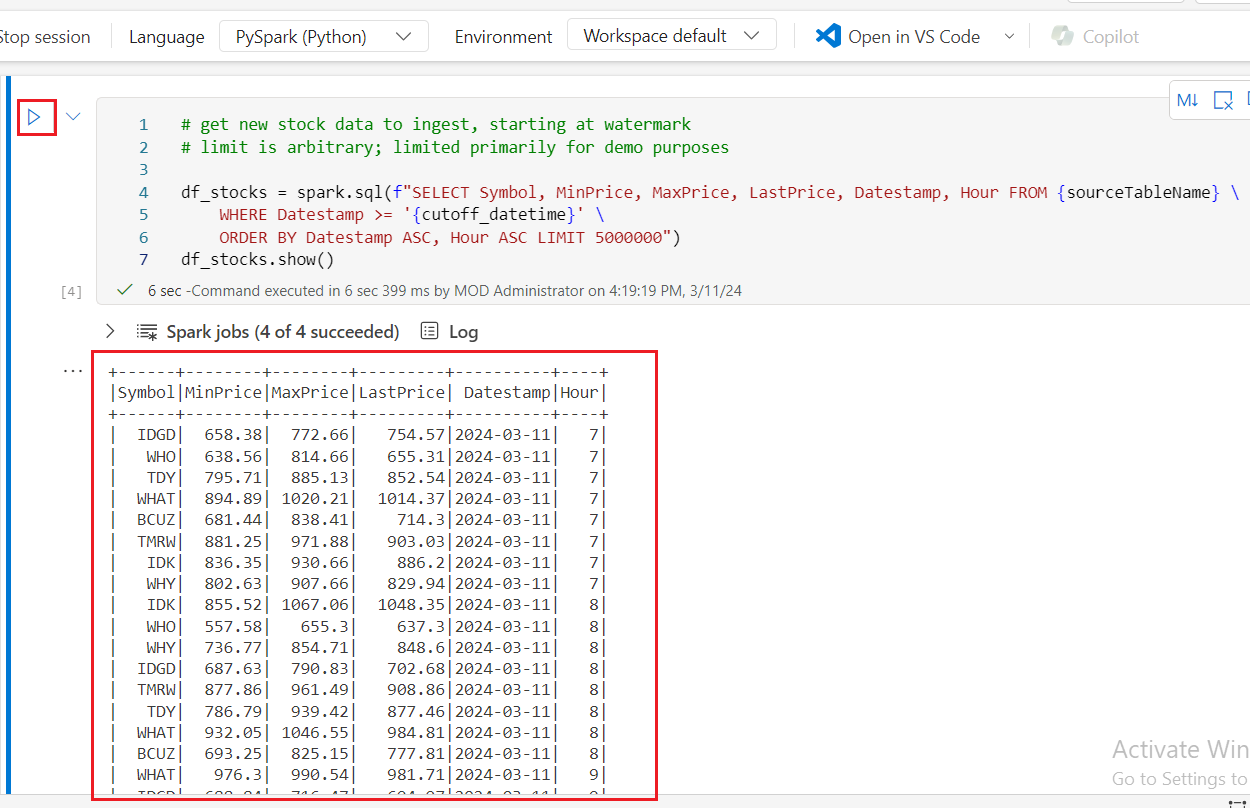 Stop session Language PySpark (Python) Environment Workspace default Open in VS Code Copilot
M↓
1 # get new stock data to ingest, starting at watermark
2 # limit is arbitrary; limited primarily for demo purposes
3
4 df_stocks = spark.sql(f"SELECT Symbol, MinPrice, MaxPrice, LastPrice, Datestamp, Hour FROM {sourceTableName} \
5     WHERE Datestamp >= '{cutoff_datetime}' \
6     ORDER BY Datestamp ASC, Hour ASC LIMIT 5000000")
7 df_stocks.show()
[4] 6 sec -Command executed in 6 sec 399 ms by MOD Administrator on 4:19:19 PM, 3/11/24
Spark jobs (4 of 4 succeeded) Log
... +------+--------+--------+---------+----------+----+
|Symbol|MinPrice|MaxPrice|LastPrice| Datestamp|Hour|
+------+--------+--------+---------+----------+----+
|  IDGD|  658.38|  772.66|   754.57|2024-03-11|   7|
|   WHO|  638.56|  814.66|   655.31|2024-03-11|   7|
|   TDY|  795.71|  885.13|   852.54|2024-03-11|   7|
|  WHAT|  894.89| 1020.21|  1014.37|2024-03-11|   7|
|  BCUZ|  681.44|  838.41|    714.3|2024-03-11|   7|
|  TMRW|  881.25|  971.88|   903.03|2024-03-11|   7|
|   IDK|  836.35|  930.66|    886.2|2024-03-11|   7|
|   WHY|  802.63|  907.66|   829.94|2024-03-11|   7|
|   IDK|  855.52| 1067.06|  1048.35|2024-03-11|   8|
|   WHO|  557.58|   655.3|    637.3|2024-03-11|   8|
|   WHY|  736.77|  854.71|    848.6|2024-03-11|   8|
|  IDGD|  687.63|  790.83|   702.68|2024-03-11|   8|
|  TMRW|  877.86|  961.49|   908.86|2024-03-11|   8|
|   TDY|  786.79|  939.42|   877.46|2024-03-11|   8|
|  WHAT|  932.05| 1046.55|   984.81|2024-03-11|   8|
|  BCUZ|  693.25|  825.15|   777.81|2024-03-11|   8|
|  WHAT|   976.3|  990.54|   981.71|2024-03-11|   9|
Activate Win
Go to Settings to